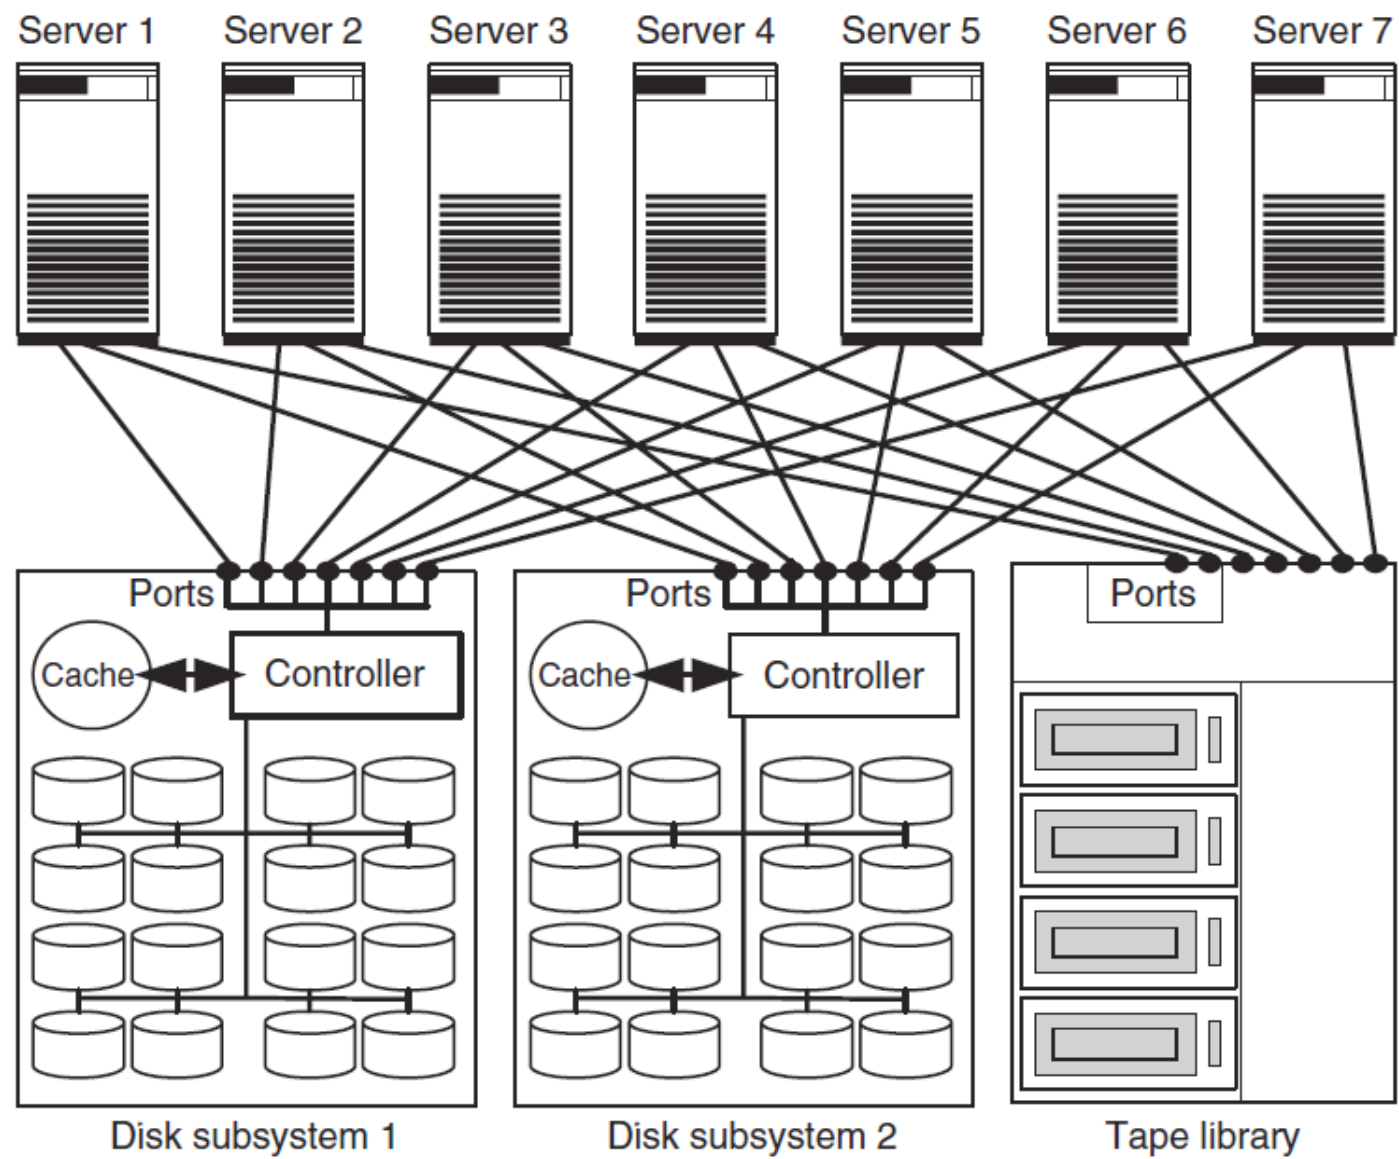 Server 1 Server 2 Server 3 Server 4 Server 5 Server 6 Server 7
Ports Ports Ports
Cache Controller Cache Controller
Disk subsystem 1 Disk subsystem 2 Tape library